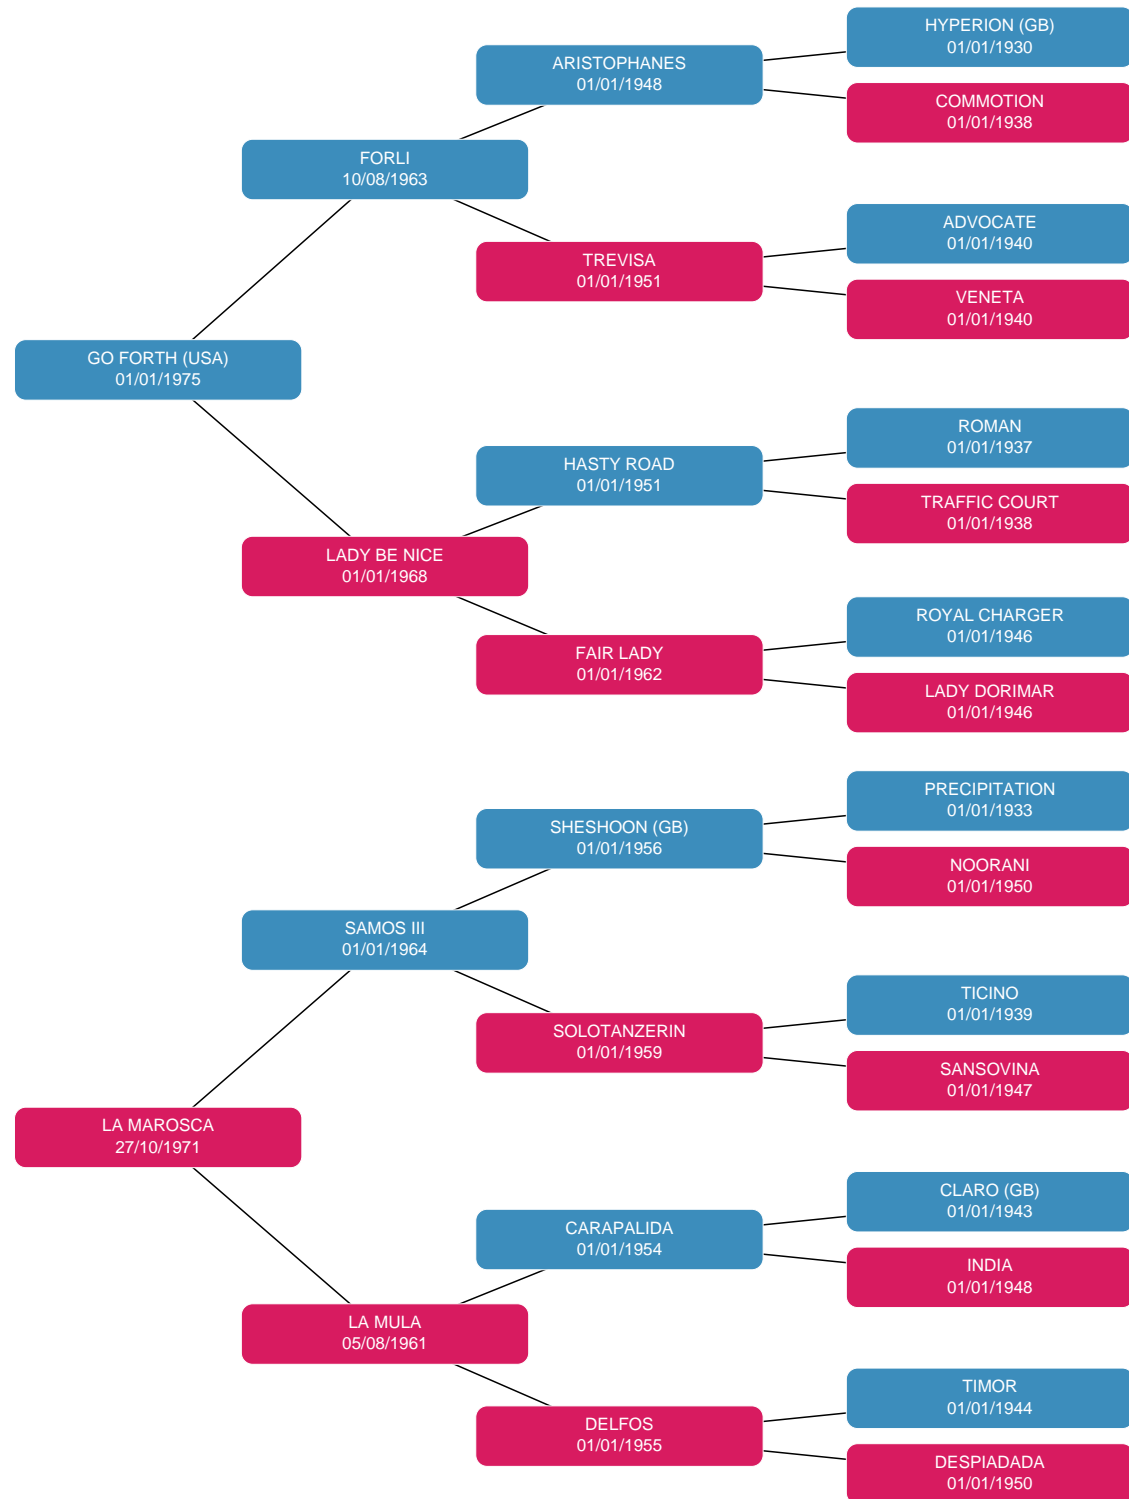 HYPERION (GB)
01/01/1930
ARISTOPHANES
01/01/1948
COMMOTION
01/01/1938
FORLI
10/08/1963
ADVOCATE
01/01/1940
TREVISA
01/01/1951
VENETA
01/01/1940
GO FORTH (USA)
01/01/1975
ROMAN
01/01/1937
HASTY ROAD
01/01/1951
TRAFFIC COURT
01/01/1938
LADY BE NICE
01/01/1968
ROYAL CHARGER
01/01/1946
FAIR LADY
01/01/1962
LADY DORIMAR
01/01/1946
PRECIPITATION
01/01/1933
SHESHOON (GB)
01/01/1956
NOORANI
01/01/1950
SAMOS III
01/01/1964
TICINO
01/01/1939
SOLOTANZERIN
01/01/1959
SANSOVINA
01/01/1947
LA MAROSCA
27/10/1971
CLARO (GB)
01/01/1943
CARAPALIDA
01/01/1954
INDIA
01/01/1948
LA MULA
05/08/1961
TIMOR
01/01/1944
DELFOS
01/01/1955
DESPIADADA
01/01/1950